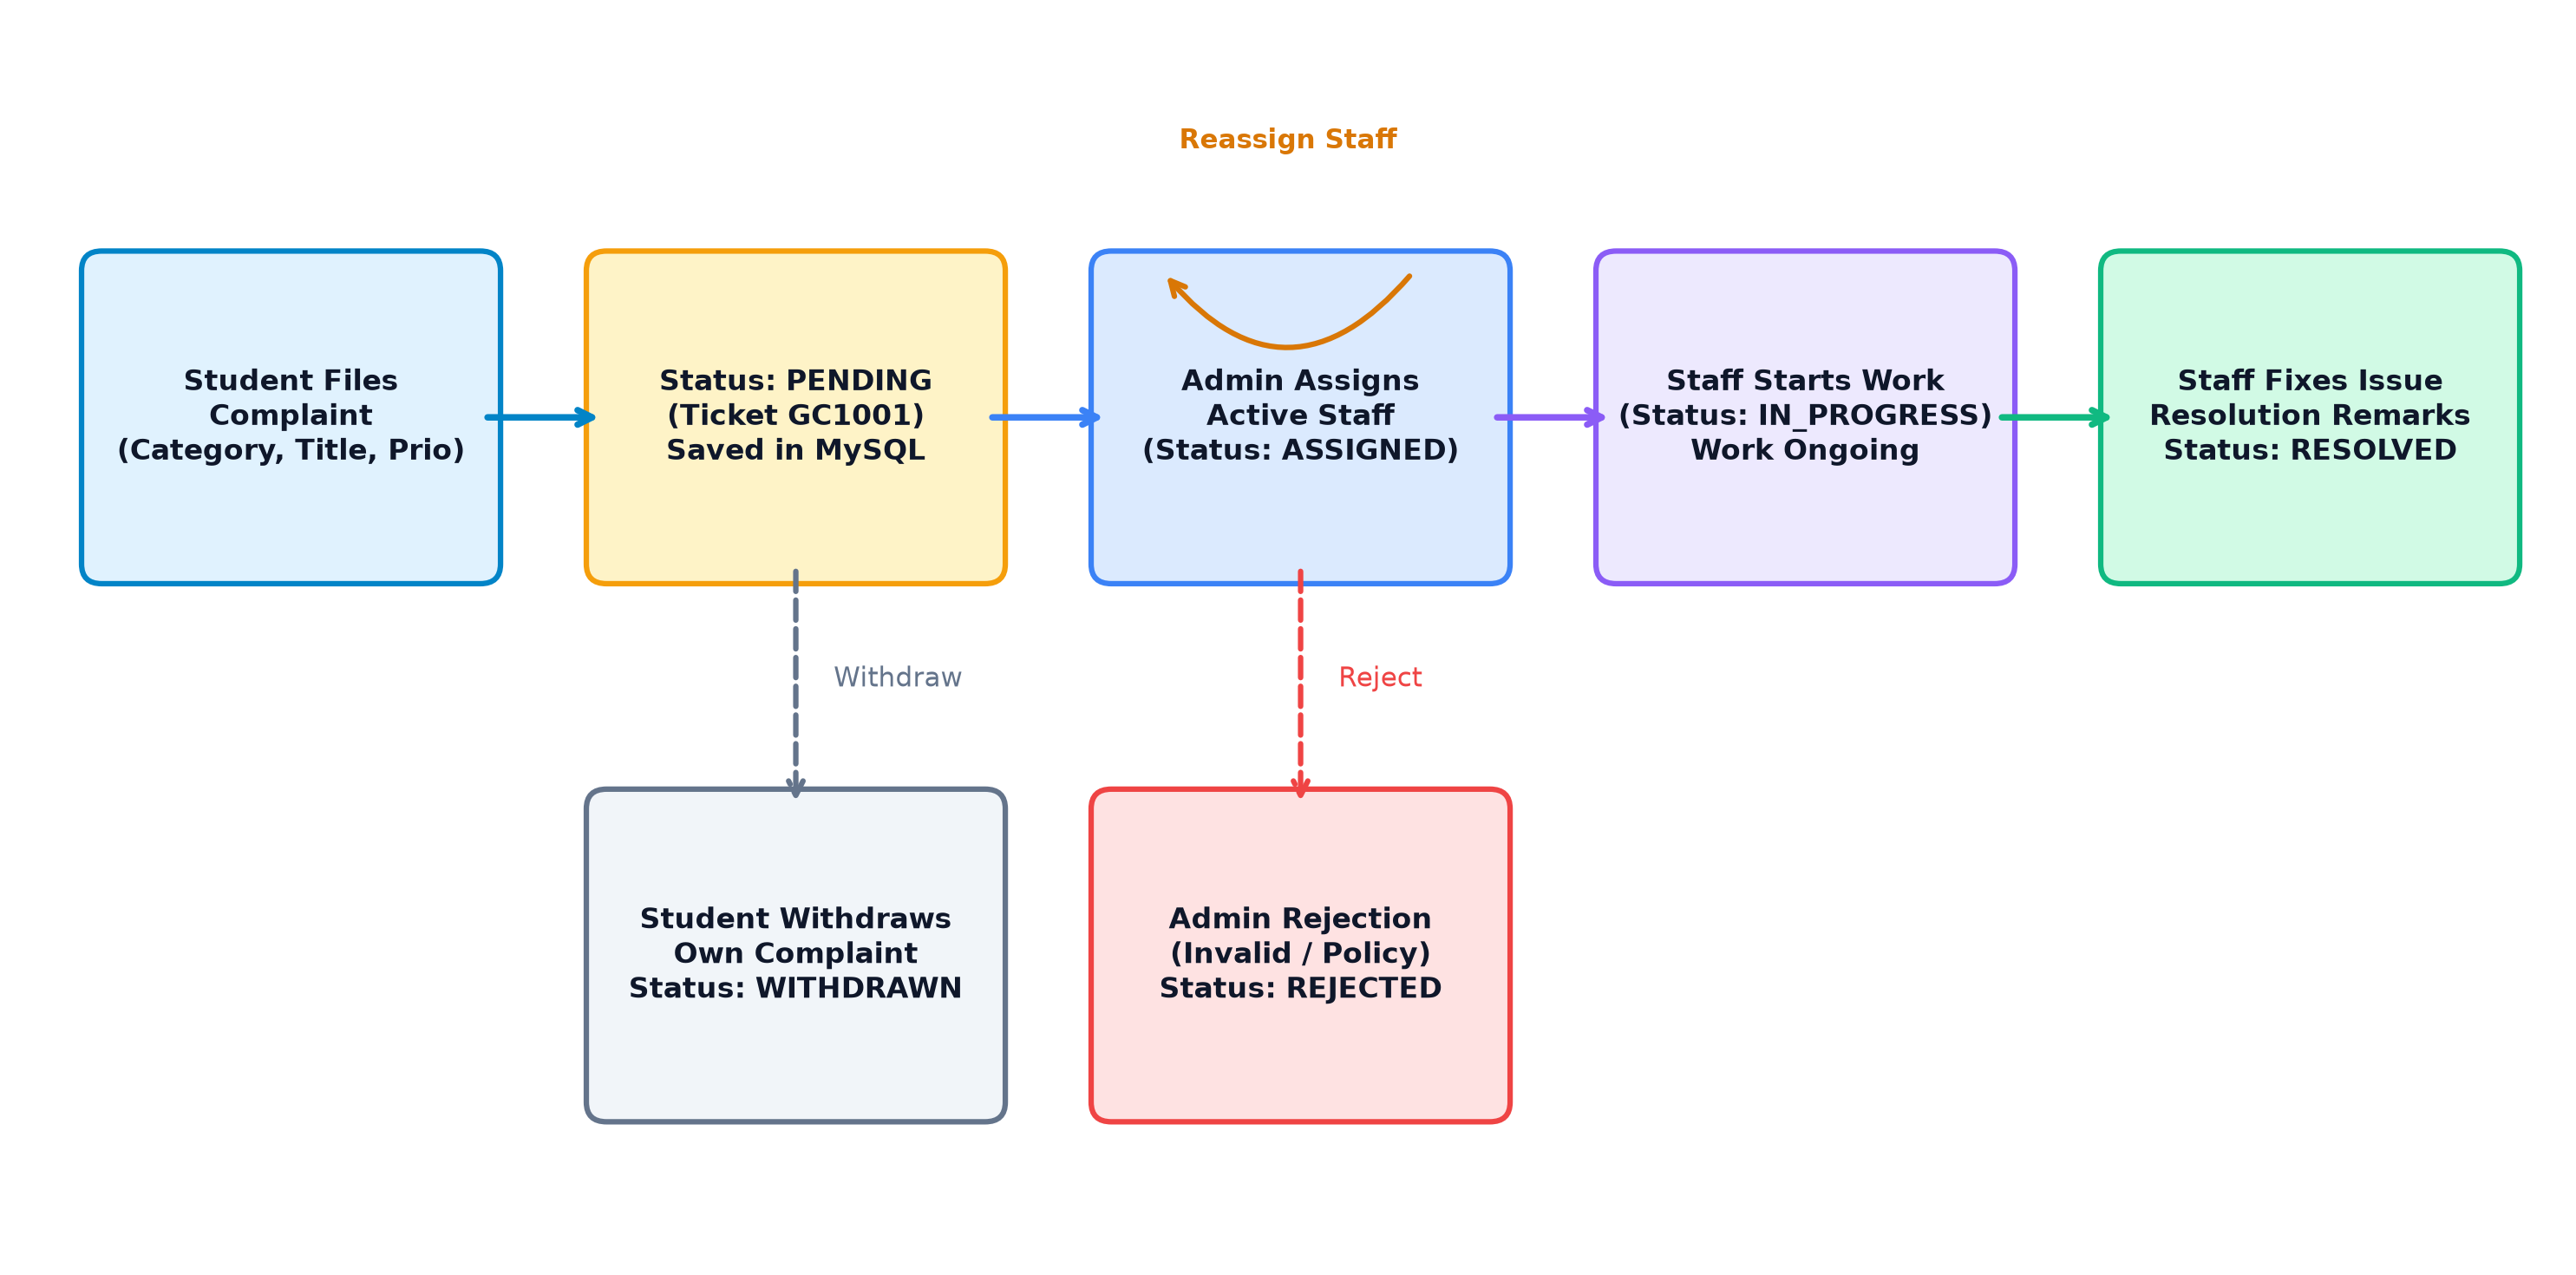 Reassign Staff
Student Files
Complaint
(Category, Title, Prio)
Status: PENDING
(Ticket GC1001)
Saved in MySQL
Admin Assigns
Active Staff
(Status: ASSIGNED)
Staff Starts Work
(Status: IN_PROGRESS)
Work Ongoing
Staff Fixes Issue
Resolution Remarks
Status: RESOLVED
Withdraw
Reject
Student Withdraws
Own Complaint
Status: WITHDRAWN
Admin Rejection
(Invalid / Policy)
Status: REJECTED